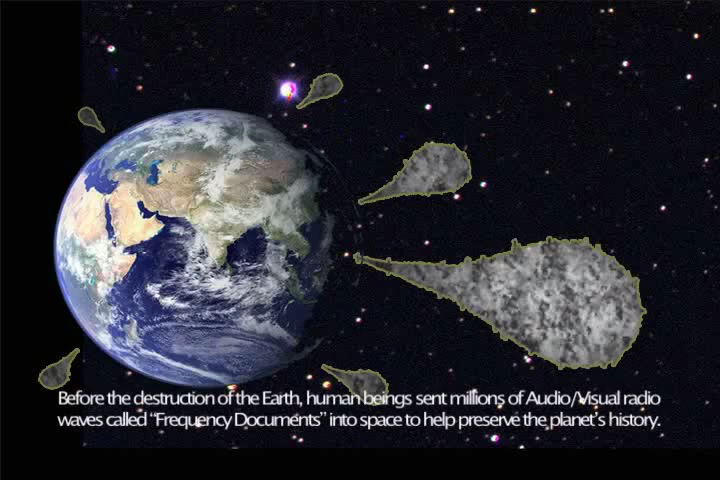 Before the destruction of the Earth, human beings sent millions of Audio/Visual radio
waves called “Frequency Documents” into space to help preserve the planet’s history.